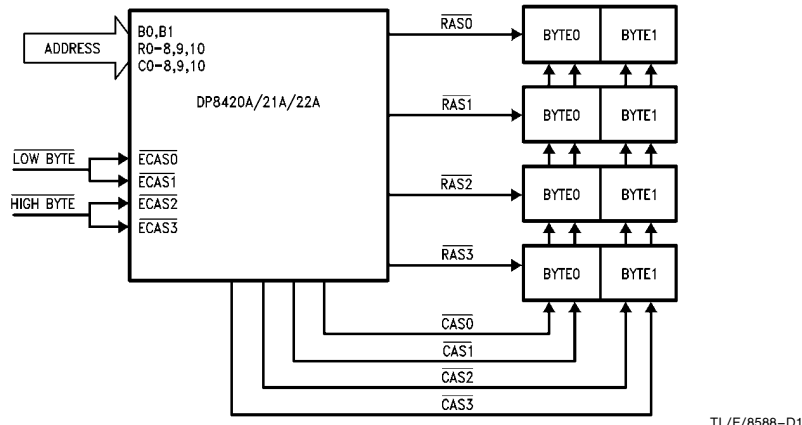 ADDRESS
B0,B1
R0-8,9,10
C0-8,9,10
DP8420A/21A/22A
LOW BYTE
HIGH BYTE
ECAS0
ECAS1
ECAS2
ECAS3
RAS0
BYTE0
BYTE1
RAS1
BYTE0
BYTE1
RAS2
BYTE0
BYTE1
RAS3
BYTE0
BYTE1
CAS0
CAS1
CAS2
CAS3
TL/F/8588-D1